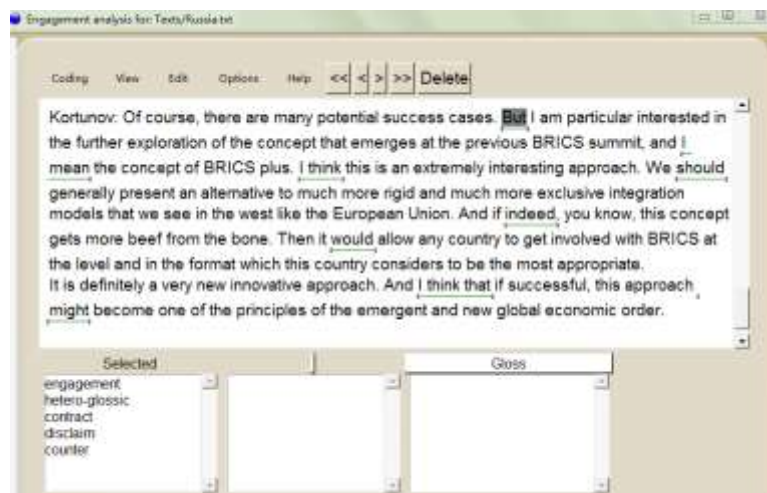 Engagement analysis for: Texts/Russia.txt
Coding View Edit Options Help << < > >> Delete
Kortunov: Of course, there are many potential success cases. But I am particular interested in
the further exploration of the concept that emerges at the previous BRICS summit, and I
mean the concept of BRICS plus. I think this is an extremely interesting approach. We should
generally present an alternative to much more rigid and much more exclusive integration
models that we see in the west like the European Union. And if indeed, you know, this concept
gets more beef from the bone. Then it would allow any country to get involved with BRICS at
the level and in the format which this country considers to be the most appropriate.
It is definitely a very new innovative approach. And I think that if successful, this approach
might become one of the principles of the emergent and new global economic order.
Selected Gloss
engagement
hetero-glossic
contract
disclaim
counter